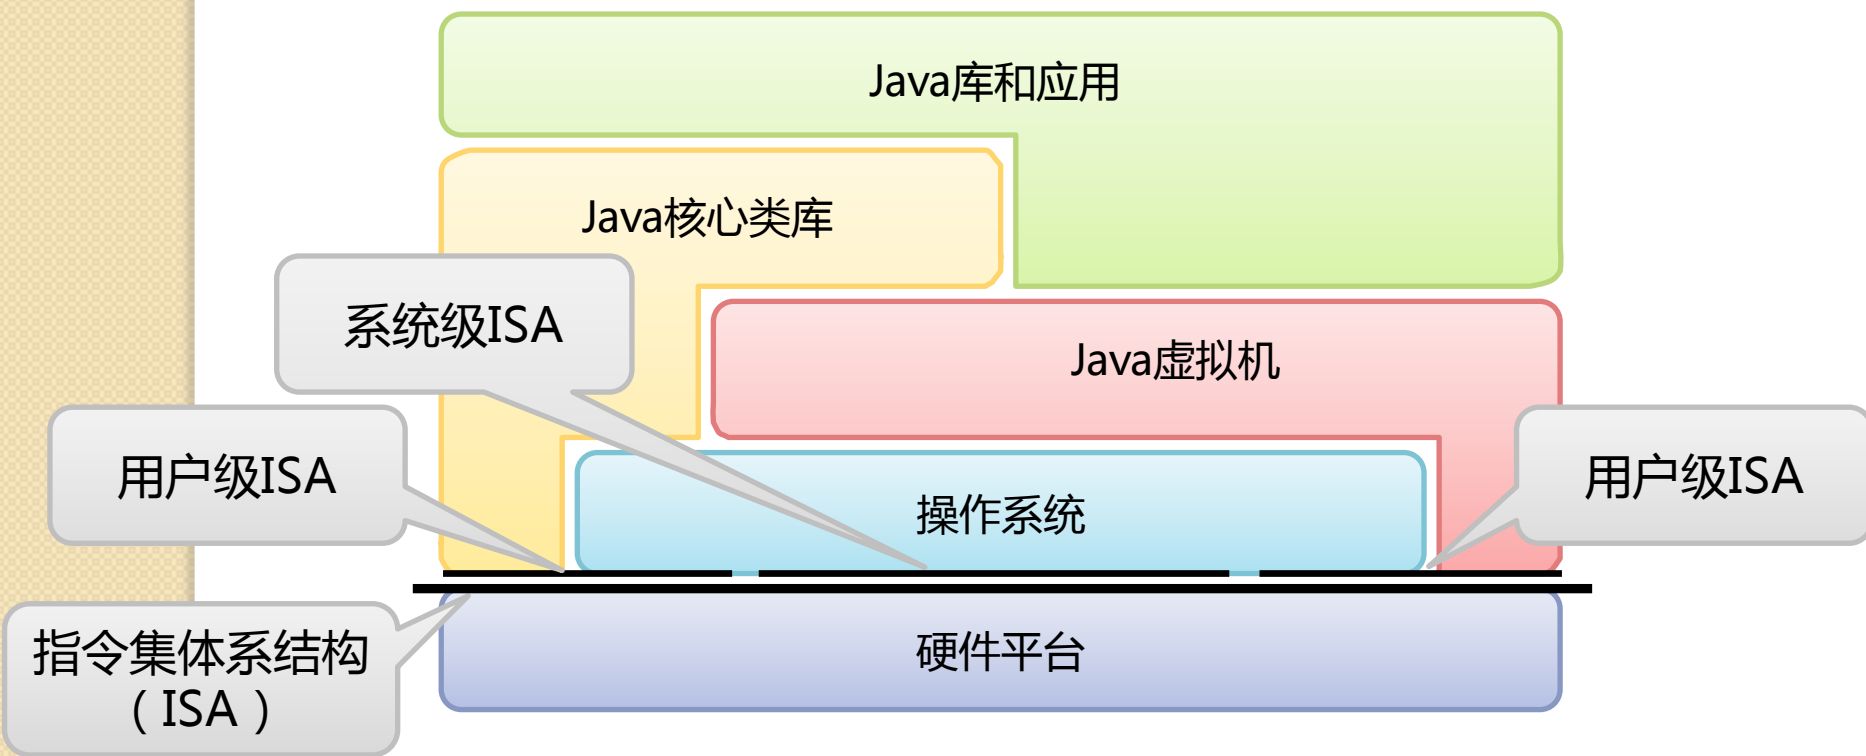 Java库和应用
Java核心类库
系统级ISA
Java虚拟机
用户级ISA
用户级ISA
操作系统
指令集体系结构
（ISA）
硬件平台